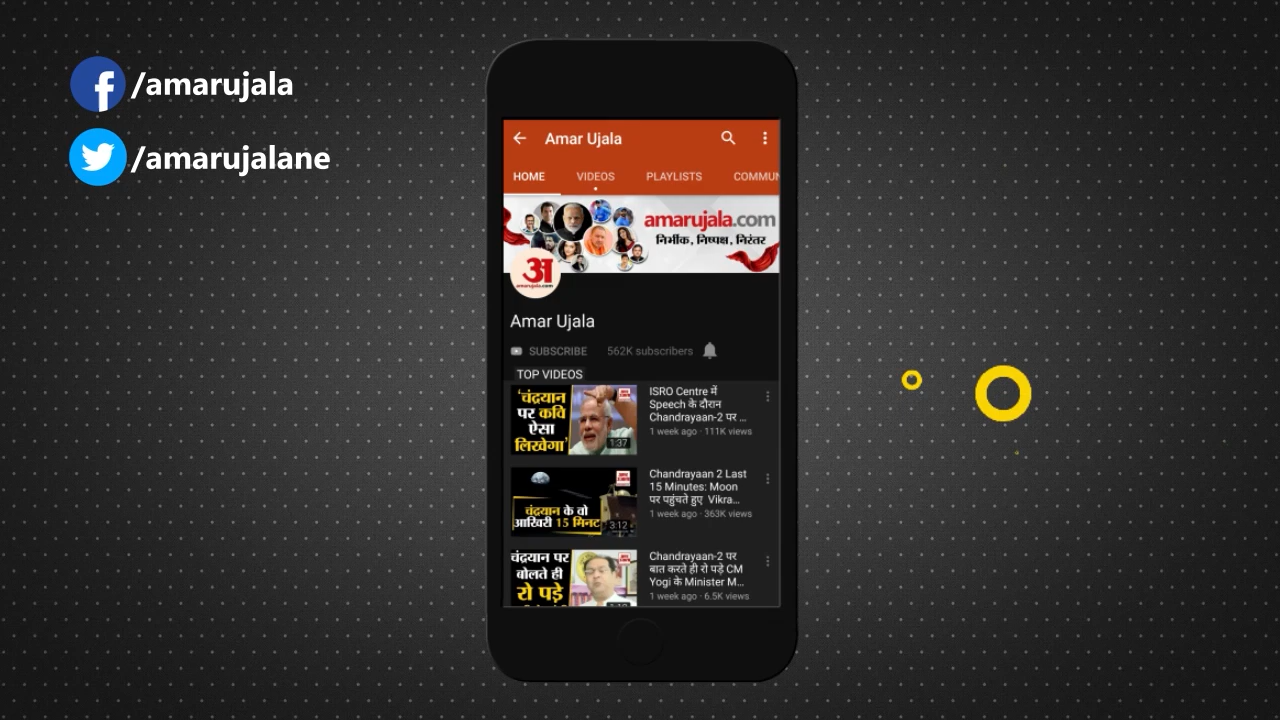 /amarujala
/amarujalane
Amar Ujala
HOME VIDEOS PLAYLISTS COMMUN
amarujala.com
निर्भीक, निष्पक्ष, निरंतर
अ
amarujala.com
Amar Ujala
SUBSCRIBE 562K subscribers
TOP VIDEOS
'चंद्रयान
पर कवि
ऐसा
लिखेगा'
1:37
ISRO Centre में
Speech के दौरान
Chandrayaan-2 पर ...
1 week ago · 111K views
चंद्रयान के वो
आखिरी 15 मिनट
3:12
Chandrayaan 2 Last
15 Minutes: Moon
पर पहुंचते हुए Vikra...
1 week ago · 363K views
चंद्रयान पर
बोलते ही
रो पड़े
Chandrayaan-2 पर
बात करते ही रो पड़े CM
Yogi के Minister M...
1 week ago · 6.5K views